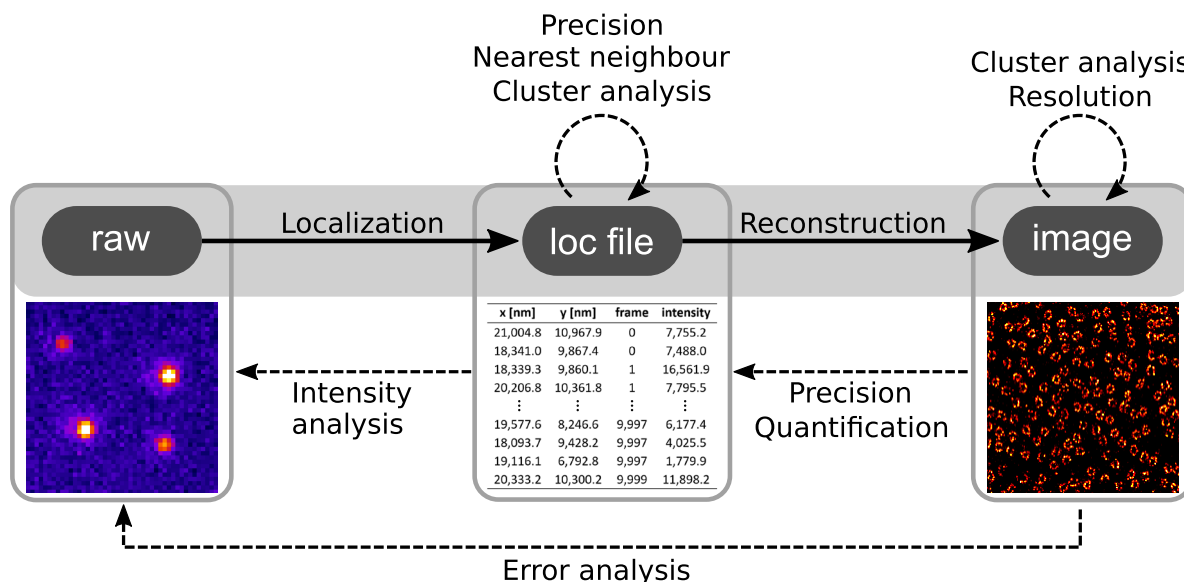 Precision
Nearest neighbour
Cluster analysis
Cluster analysis
Resolution
raw
Localization
loc file
Reconstruction
image
x [nm] y [nm] frame intensity
21,004.8 10,967.9 0 7,755.2
18,341.0 9,867.4 0 7,488.0
18,339.3 9,860.1 1 16,561.9
20,206.8 10,361.8 1 7,795.5
⋮ ⋮ ⋮ ⋮
19,577.6 8,246.6 9,997 6,177.4
18,093.7 9,428.2 9,997 4,025.5
19,116.1 6,792.8 9,997 1,779.9
20,333.2 10,300.2 9,999 11,898.2
Intensity
analysis
Precision
Quantification
Error analysis